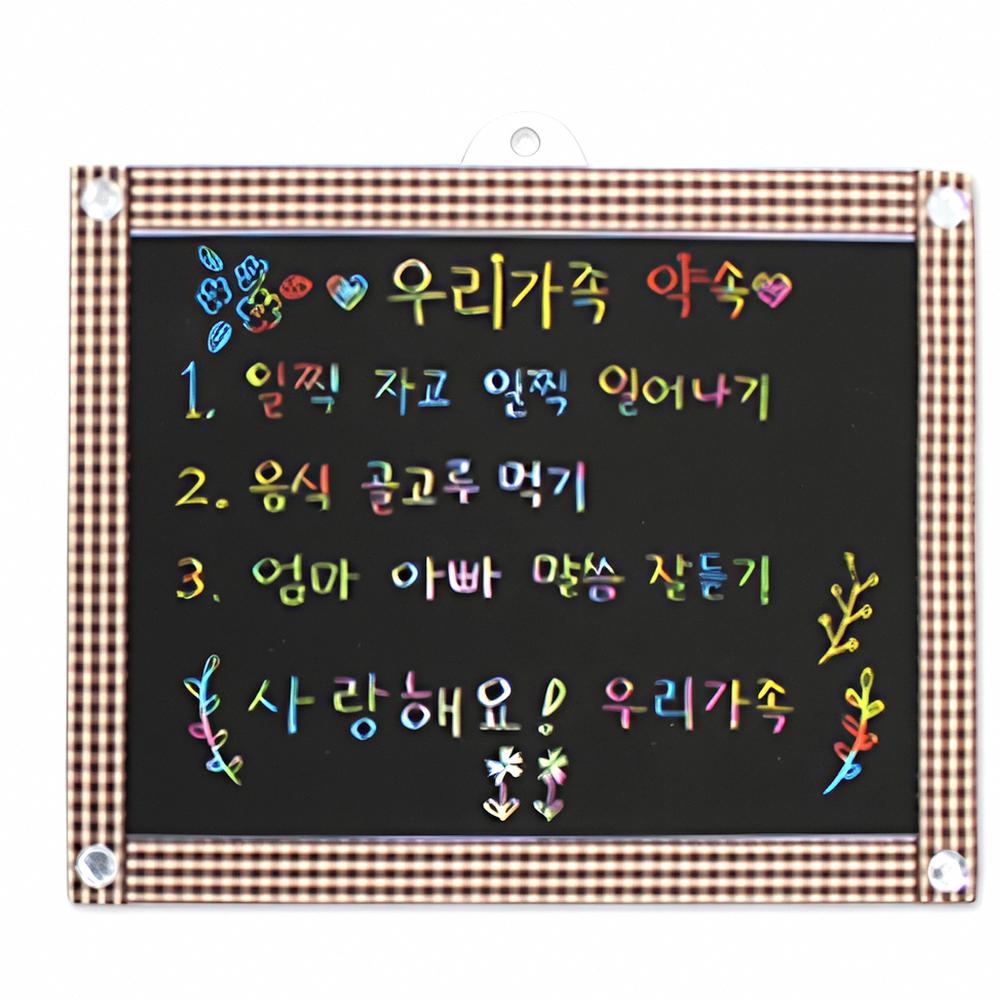 우리가족 약속
1. 일찍 자고 일찍 일어나기
2. 음식 골고루 먹기
3. 엄마 아빠 말씀 잘듣기
사랑해요! 우리가족